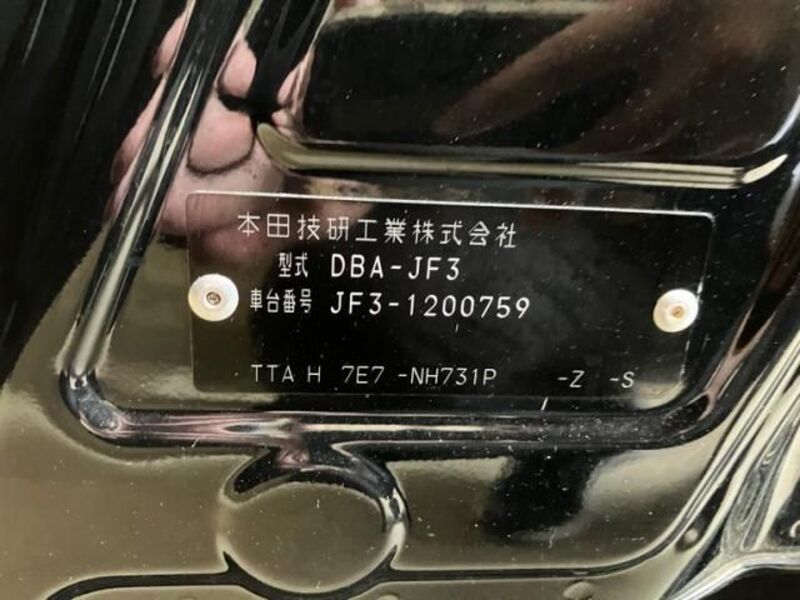 本田技研工業株式会社
型式 DBA-JF3
車台番号 JF3-1200759
TTA H 7E7 -NH731P -Z -S